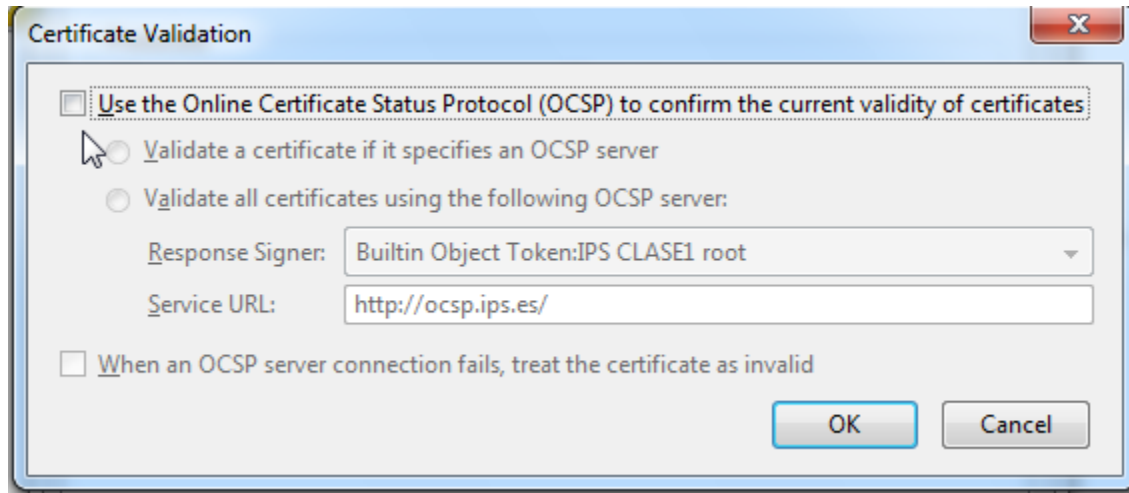 Certificate Validation
Use the Online Certificate Status Protocol (OCSP) to confirm the current validity of certificates
Validate a certificate if it specifies an OCSP server
Validate all certificates using the following OCSP server:
Response Signer: Builtin Object Token:IPS CLASE1 root
Service URL: http://ocsp.ips.es/
When an OCSP server connection fails, treat the certificate as invalid
OK Cancel